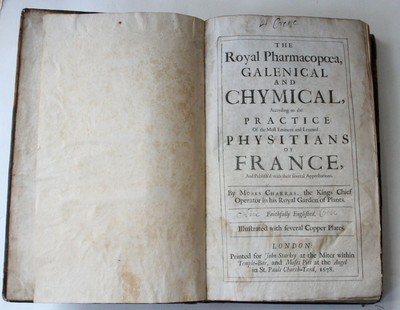 THE
Royal Pharmacopœa,
GALENICAL
AND
CHYMICAL,
According to the
PRACTICE
Of the Most Eminent and Learned
PHYSITIANS
OF
FRANCE,
And Publisht with their several Approbations.
By Moses Charras, the Kings Chief
Operator in his Royal Garden of Plants.
Faithfully Englished.
Illustrated with several Copper Plates.
LONDON:
Printed for John Starkey at the Miter within
Temple-Bar, and Moses Pitt at the Angel
in St. Pauls Church-Yard, 1678.